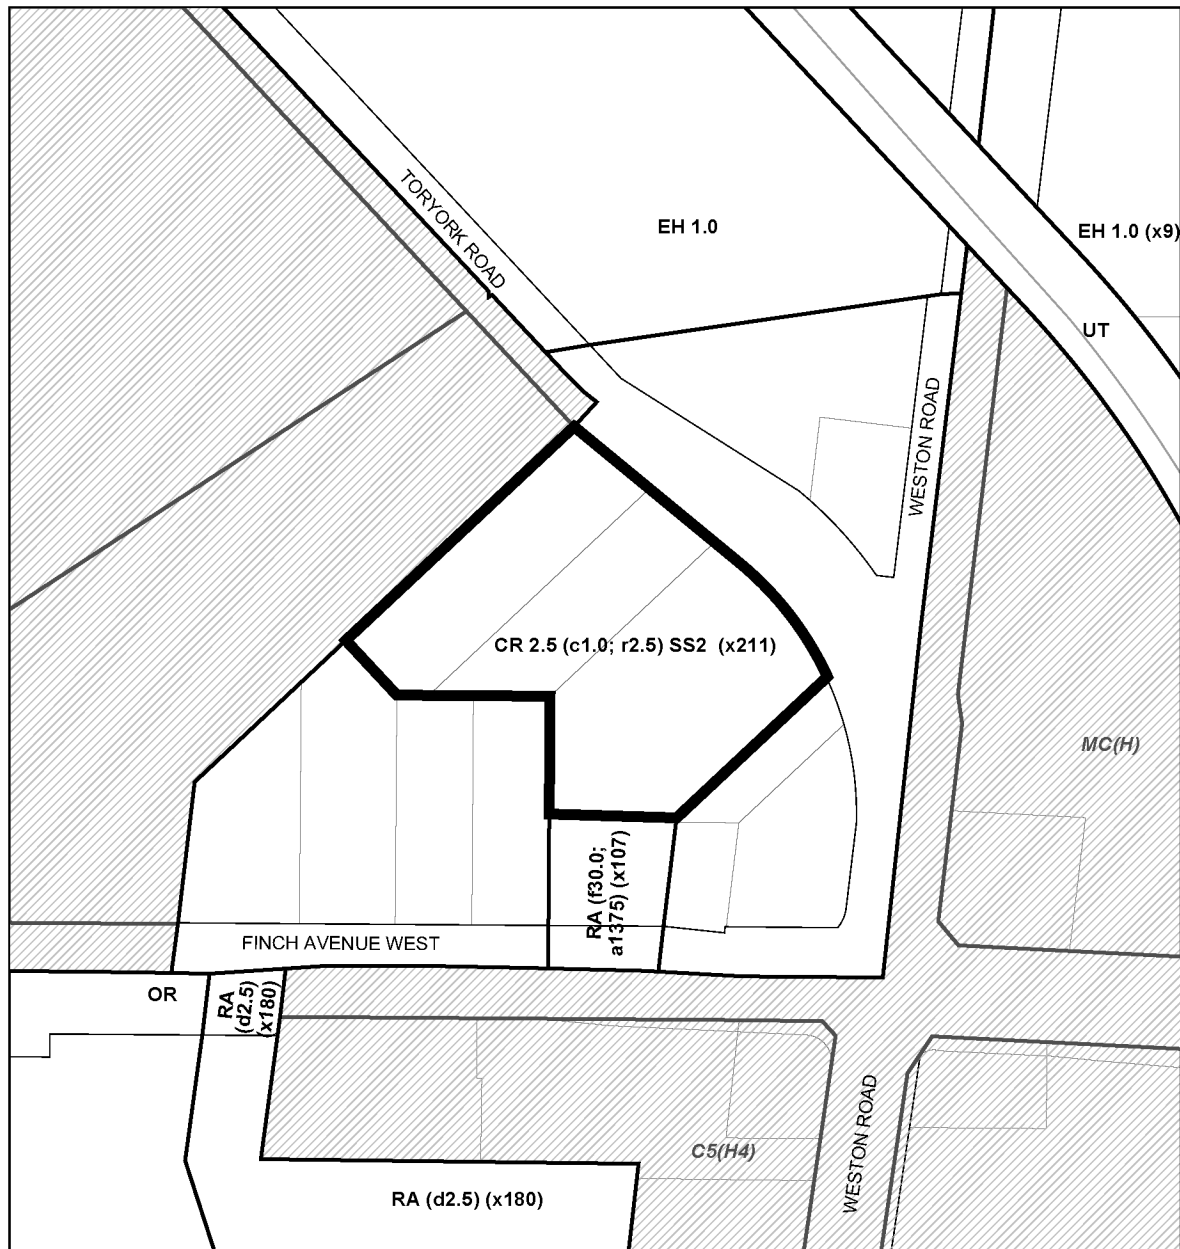 TORYORK ROAD
EH 1.0
EH 1.0 (x9)
UT
WESTON ROAD
CR 2.5 (c1.0; r2.5) SS2 (x211)
MC(H)
RA (f30.0;
a1375) (x107)
FINCH AVENUE WEST
OR
RA
(d2.5)
(x180)
WESTON ROAD
C5(H4)
RA (d2.5) (x180)